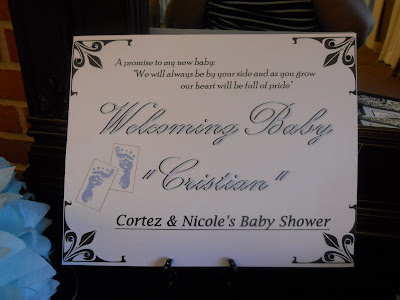 A promise to my new baby:
"We will always be by your side and as you grow
our heart will be full of pride"
Welcoming Baby
"Cristian"
Cortez & Nicole's Baby Shower